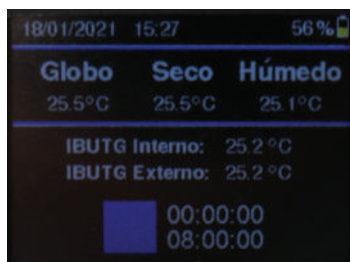 18/01/2021 15:27 56%
Globo Seco Húmedo
25.5°C 25.5°C 25.1°C
IBUTG Interno: 25.2 °C
IBUTG Externo: 25.2 °C
00:00:00
08:00:00